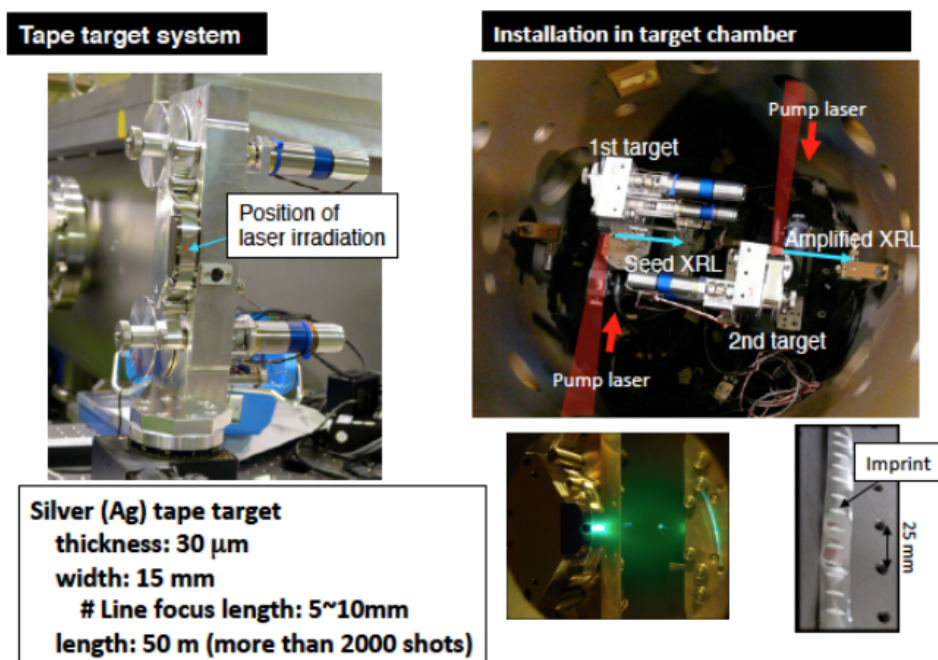 Tape target system
Position of
laser irradiation
Silver (Ag) tape target
thickness: 30 μm
width: 15 mm
# Line focus length: 5~10mm
length: 50 m (more than 2000 shots)
Installation in target chamber
Pump laser
1st target
Seed XRL
Amplified XRL
2nd target
Pump laser
Imprint
25 mm